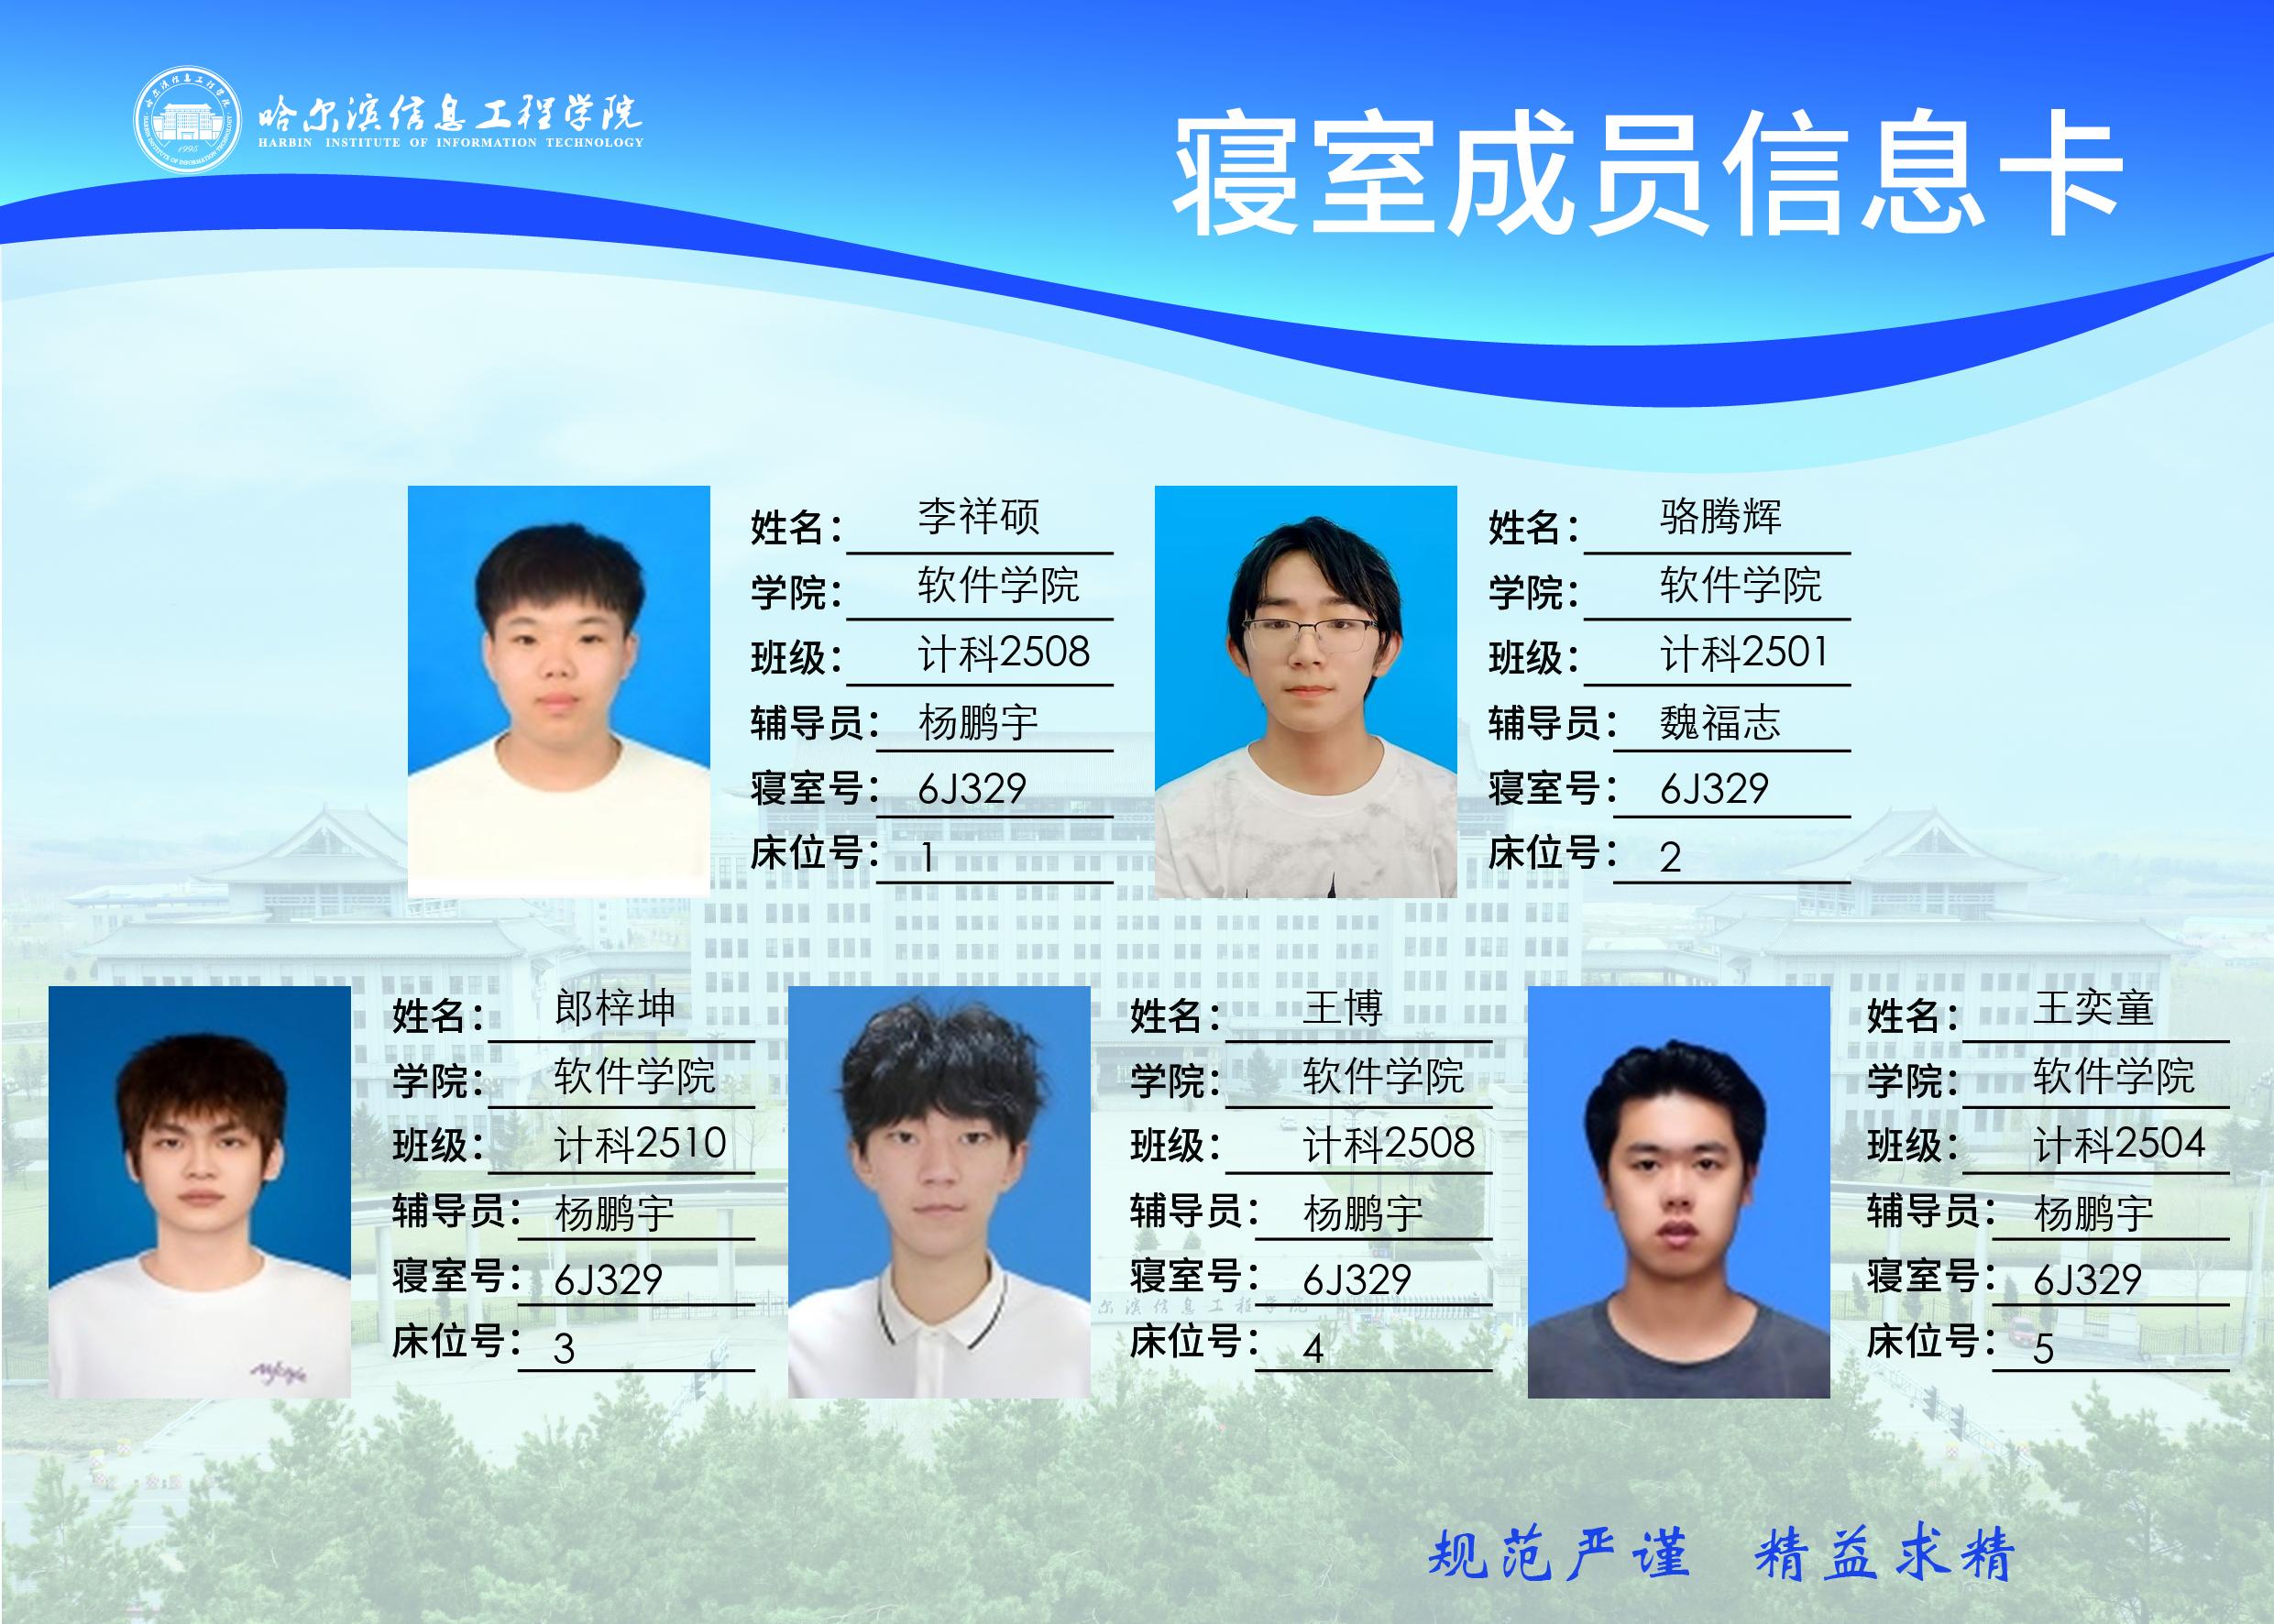 哈尔滨信息工程学院
HARBIN INSTITUTE OF INFORMATION TECHNOLOGY
1995
寝室成员信息卡
姓名：李祥硕
学院：软件学院
班级：计科2508
辅导员：杨鹏宇
寝室号：6J329
床位号：1
姓名：骆腾辉
学院：软件学院
班级：计科2501
辅导员：魏福志
寝室号：6J329
床位号：2
姓名：郎梓坤
学院：软件学院
班级：计科2510
辅导员：杨鹏宇
寝室号：6J329
床位号：3
姓名：王博
学院：软件学院
班级：计科2508
辅导员：杨鹏宇
寝室号：6J329
床位号：4
姓名：王奕童
学院：软件学院
班级：计科2504
辅导员：杨鹏宇
寝室号：6J329
床位号：5
尔滨信息工程学院
规范严谨 精益求精